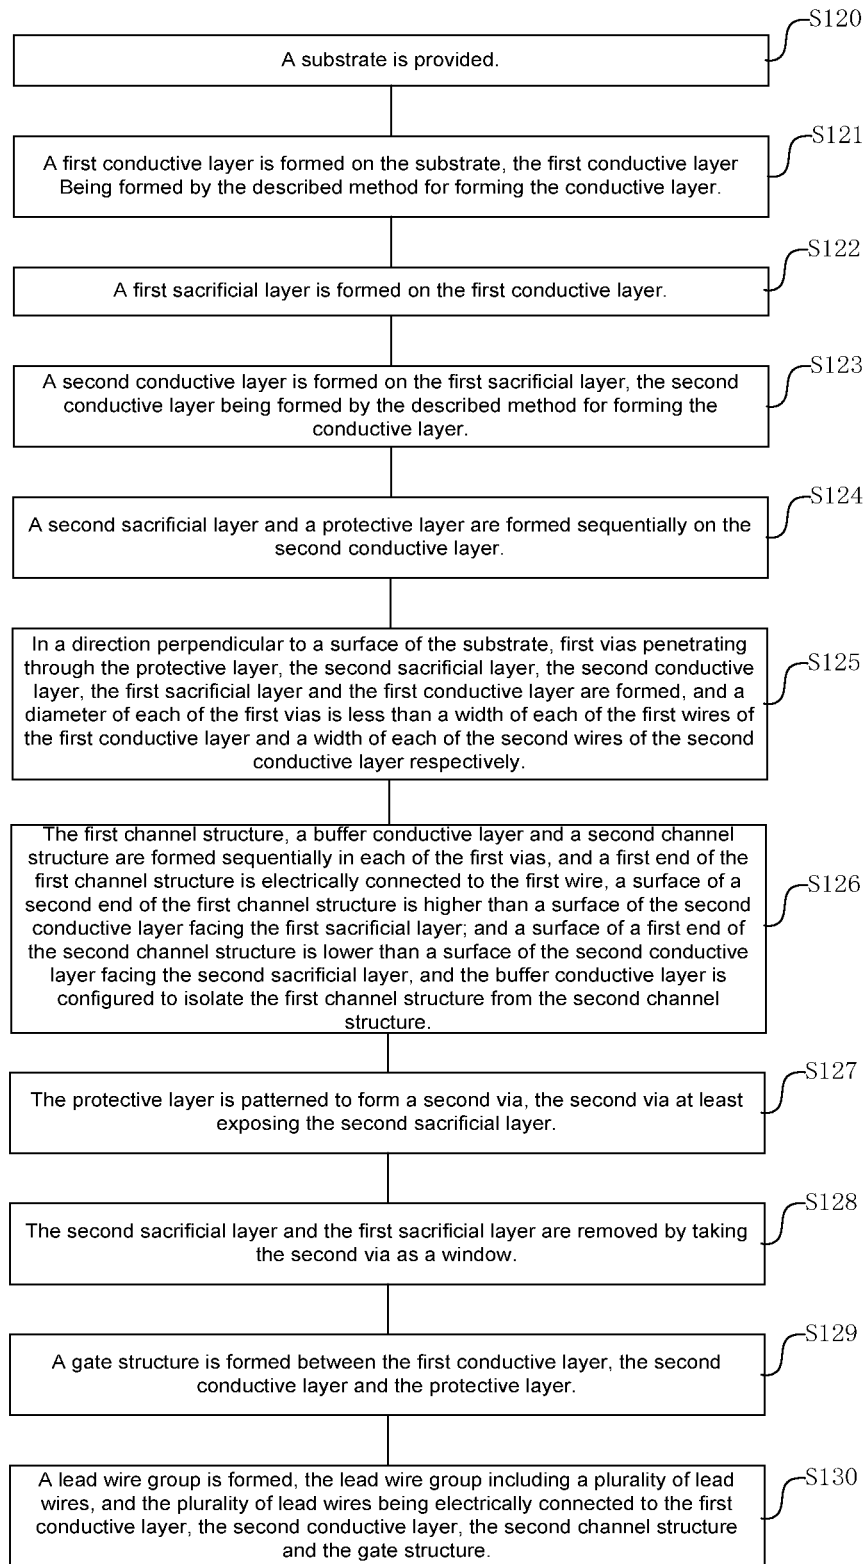 S120
A substrate is provided.
S121
A first conductive layer is formed on the substrate, the first conductive layer
Being formed by the described method for forming the conductive layer.
S122
A first sacrificial layer is formed on the first conductive layer.
S123
A second conductive layer is formed on the first sacrificial layer, the second
conductive layer being formed by the described method for forming the
conductive layer.
S124
A second sacrificial layer and a protective layer are formed sequentially on the
second conductive layer.
S125
In a direction perpendicular to a surface of the substrate, first vias penetrating
through the protective layer, the second sacrificial layer, the second conductive
layer, the first sacrificial layer and the first conductive layer are formed, and a
diameter of each of the first vias is less than a width of each of the first wires of
the first conductive layer and a width of each of the second wires of the second
conductive layer respectively.
S126
The first channel structure, a buffer conductive layer and a second channel
structure are formed sequentially in each of the first vias, and a first end of the
first channel structure is electrically connected to the first wire, a surface of a
second end of the first channel structure is higher than a surface of the second
conductive layer facing the first sacrificial layer; and a surface of a first end of
the second channel structure is lower than a surface of the second conductive
layer facing the second sacrificial layer, and the buffer conductive layer is
configured to isolate the first channel structure from the second channel
structure.
S127
The protective layer is patterned to form a second via, the second via at least
exposing the second sacrificial layer.
S128
The second sacrificial layer and the first sacrificial layer are removed by taking
the second via as a window.
S129
A gate structure is formed between the first conductive layer, the second
conductive layer and the protective layer.
S130
A lead wire group is formed, the lead wire group including a plurality of lead
wires, and the plurality of lead wires being electrically connected to the first
conductive layer, the second conductive layer, the second channel structure
and the gate structure.